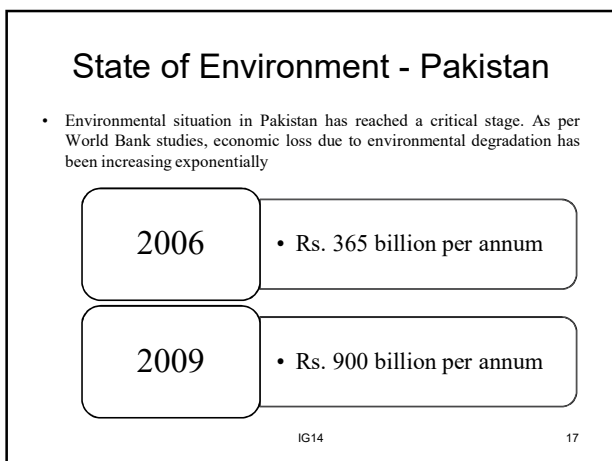 State of Environment - Pakistan
• Environmental situation in Pakistan has reached a critical stage. As per
World Bank studies, economic loss due to environmental degradation has
been increasing exponentially
2006
• Rs. 365 billion per annum
2009
• Rs. 900 billion per annum
IG14
17